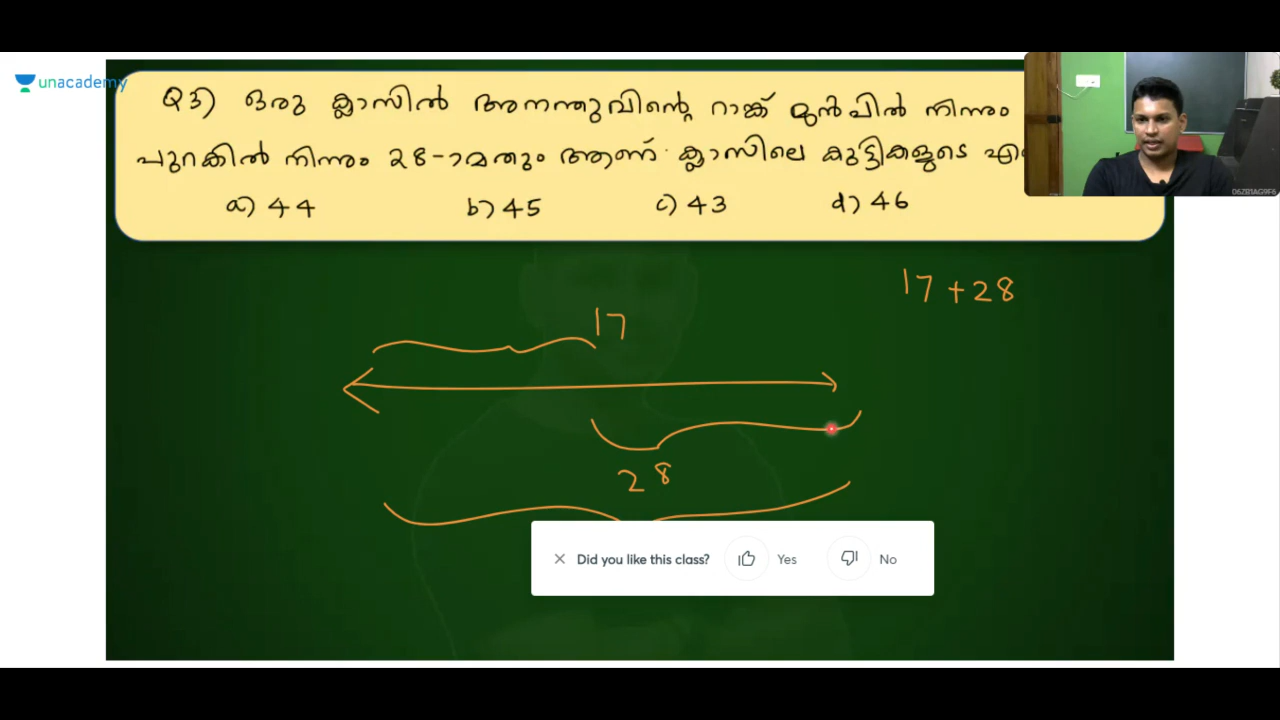 unacademy
Q3) ഒരു ക്ലാസിൽ അനന്തുവിന്റെ റാങ്ക് മുൻപിൽ നിന്നും
പുറകിൽ നിന്നും 28-ാമതും ആണ്. ക്ലാസിലെ കുട്ടികളുടെ
a) 44 b) 45 c) 43 d) 46
17+28
17
28
Did you like this class? Yes No
06ZB1AG9F6